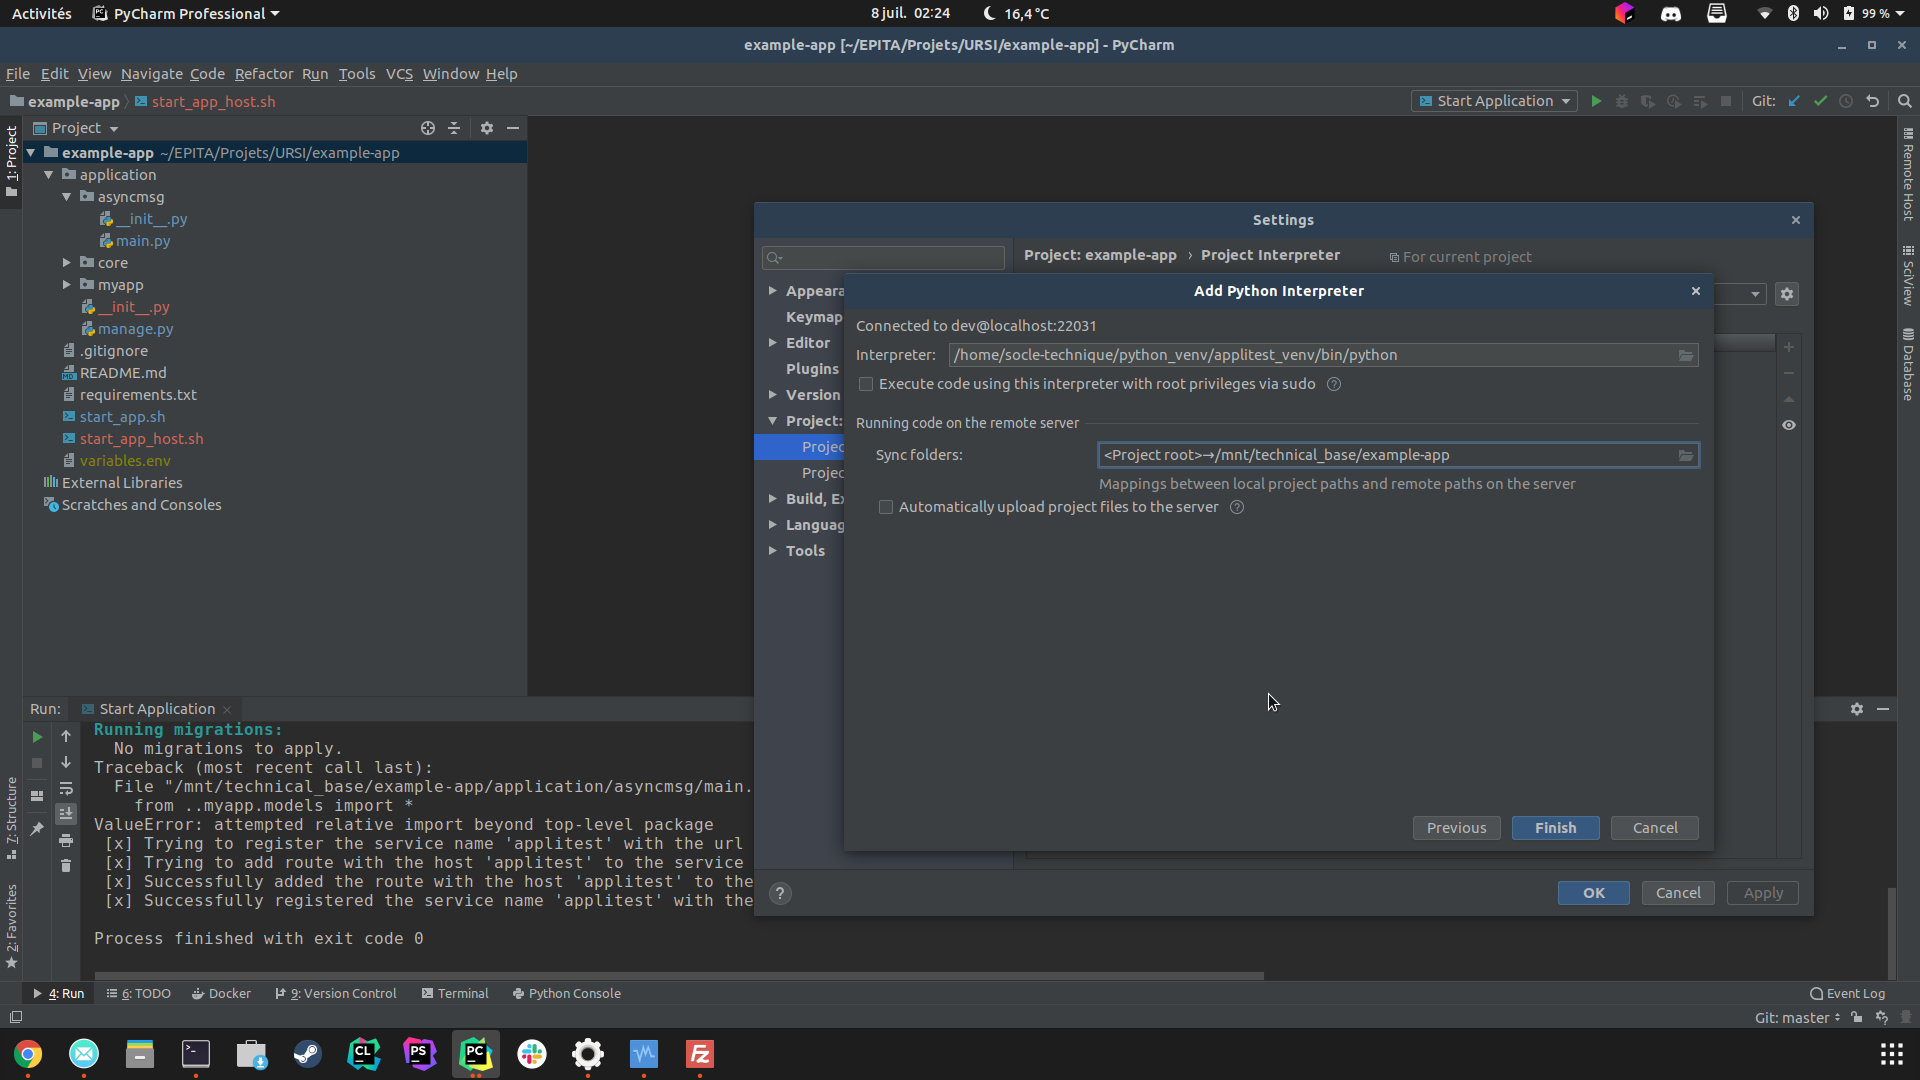 Activités
PyCharm Professional
8 juil. 02:24
16,4 °C
99 %
example-app [~/EPITA/Projets/URSI/example-app] - PyCharm
File Edit View Navigate Code Refactor Run Tools VCS Window Help
example-app
start_app_host.sh
Start Application
Git:
1: Project
Project
example-app ~/EPITA/Projets/URSI/example-app
application
asyncmsg
__init__.py
main.py
core
myapp
__init__.py
manage.py
.gitignore
README.md
requirements.txt
start_app.sh
start_app_host.sh
variables.env
External Libraries
Scratches and Consoles
Remote Host
SciView
Database
Settings
Project: example-app › Project Interpreter
For current project
Appeara
Keymap
Editor
Plugins
Version
Project:
Projec
Projec
Build, Ex
Languag
Tools
Add Python Interpreter
Connected to dev@localhost:22031
Interpreter: /home/socle-technique/python_venv/applitest_venv/bin/python
Execute code using this interpreter with root privileges via sudo
Running code on the remote server
Sync folders: <Project root>→/mnt/technical_base/example-app
Mappings between local project paths and remote paths on the server
Automatically upload project files to the server
Previous
Finish
Cancel
?
OK
Cancel
Apply
7: Structure
2: Favorites
Run:
Start Application
Running migrations:
No migrations to apply.
Traceback (most recent call last):
File "/mnt/technical_base/example-app/application/asyncmsg/main.
from ..myapp.models import *
ValueError: attempted relative import beyond top-level package
[x] Trying to register the service name 'applitest' with the url
[x] Trying to add route with the host 'applitest' to the service
[x] Successfully added the route with the host 'applitest' to the
[x] Successfully registered the service name 'applitest' with the
Process finished with exit code 0
4: Run
6: TODO
Docker
9: Version Control
Terminal
Python Console
Event Log
Git: master
CL
PS
PC